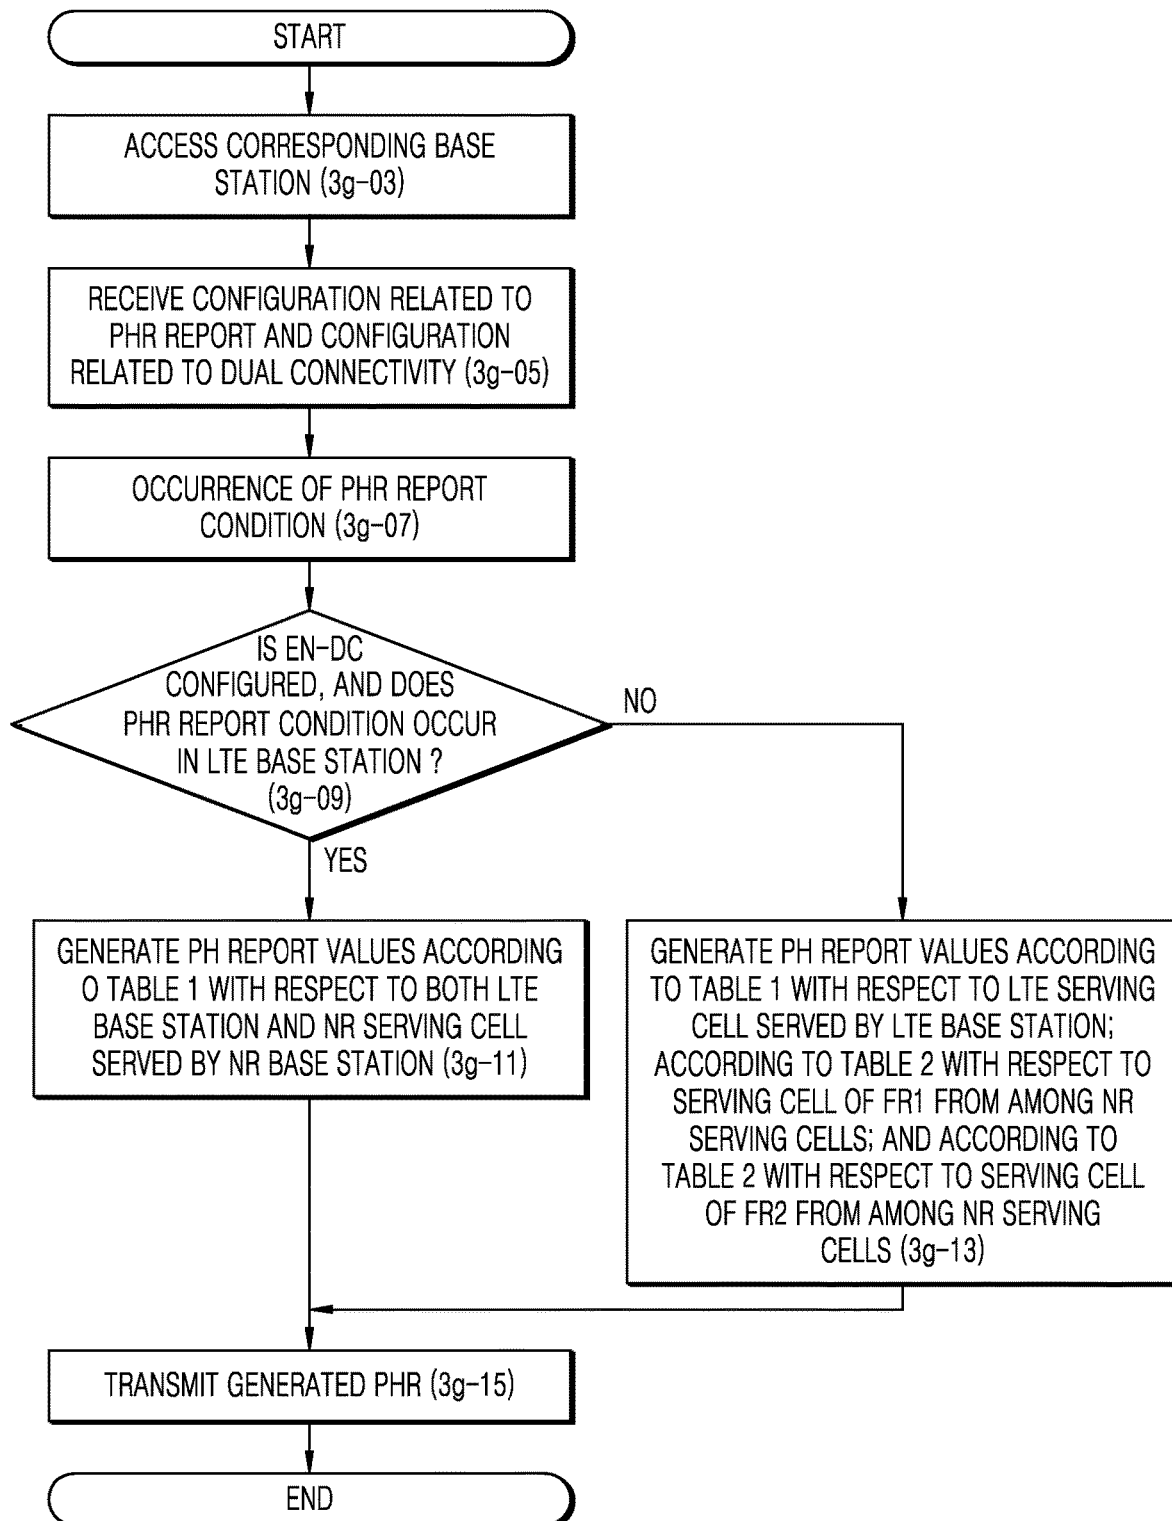 START
ACCESS CORRESPONDING BASE
STATION (3g-03)
RECEIVE CONFIGURATION RELATED TO
PHR REPORT AND CONFIGURATION
RELATED TO DUAL CONNECTIVITY (3g-05)
OCCURRENCE OF PHR REPORT
CONDITION (3g-07)
IS EN-DC
CONFIGURED, AND DOES
PHR REPORT CONDITION OCCUR
IN LTE BASE STATION ?
(3g-09)
NO
YES
GENERATE PH REPORT VALUES ACCORDING
O TABLE 1 WITH RESPECT TO BOTH LTE
BASE STATION AND NR SERVING CELL
SERVED BY NR BASE STATION (3g-11)
GENERATE PH REPORT VALUES ACCORDING
TO TABLE 1 WITH RESPECT TO LTE SERVING
CELL SERVED BY LTE BASE STATION;
ACCORDING TO TABLE 2 WITH RESPECT TO
SERVING CELL OF FR1 FROM AMONG NR
SERVING CELLS; AND ACCORDING TO
TABLE 2 WITH RESPECT TO SERVING CELL
OF FR2 FROM AMONG NR SERVING
CELLS (3g-13)
TRANSMIT GENERATED PHR (3g-15)
END